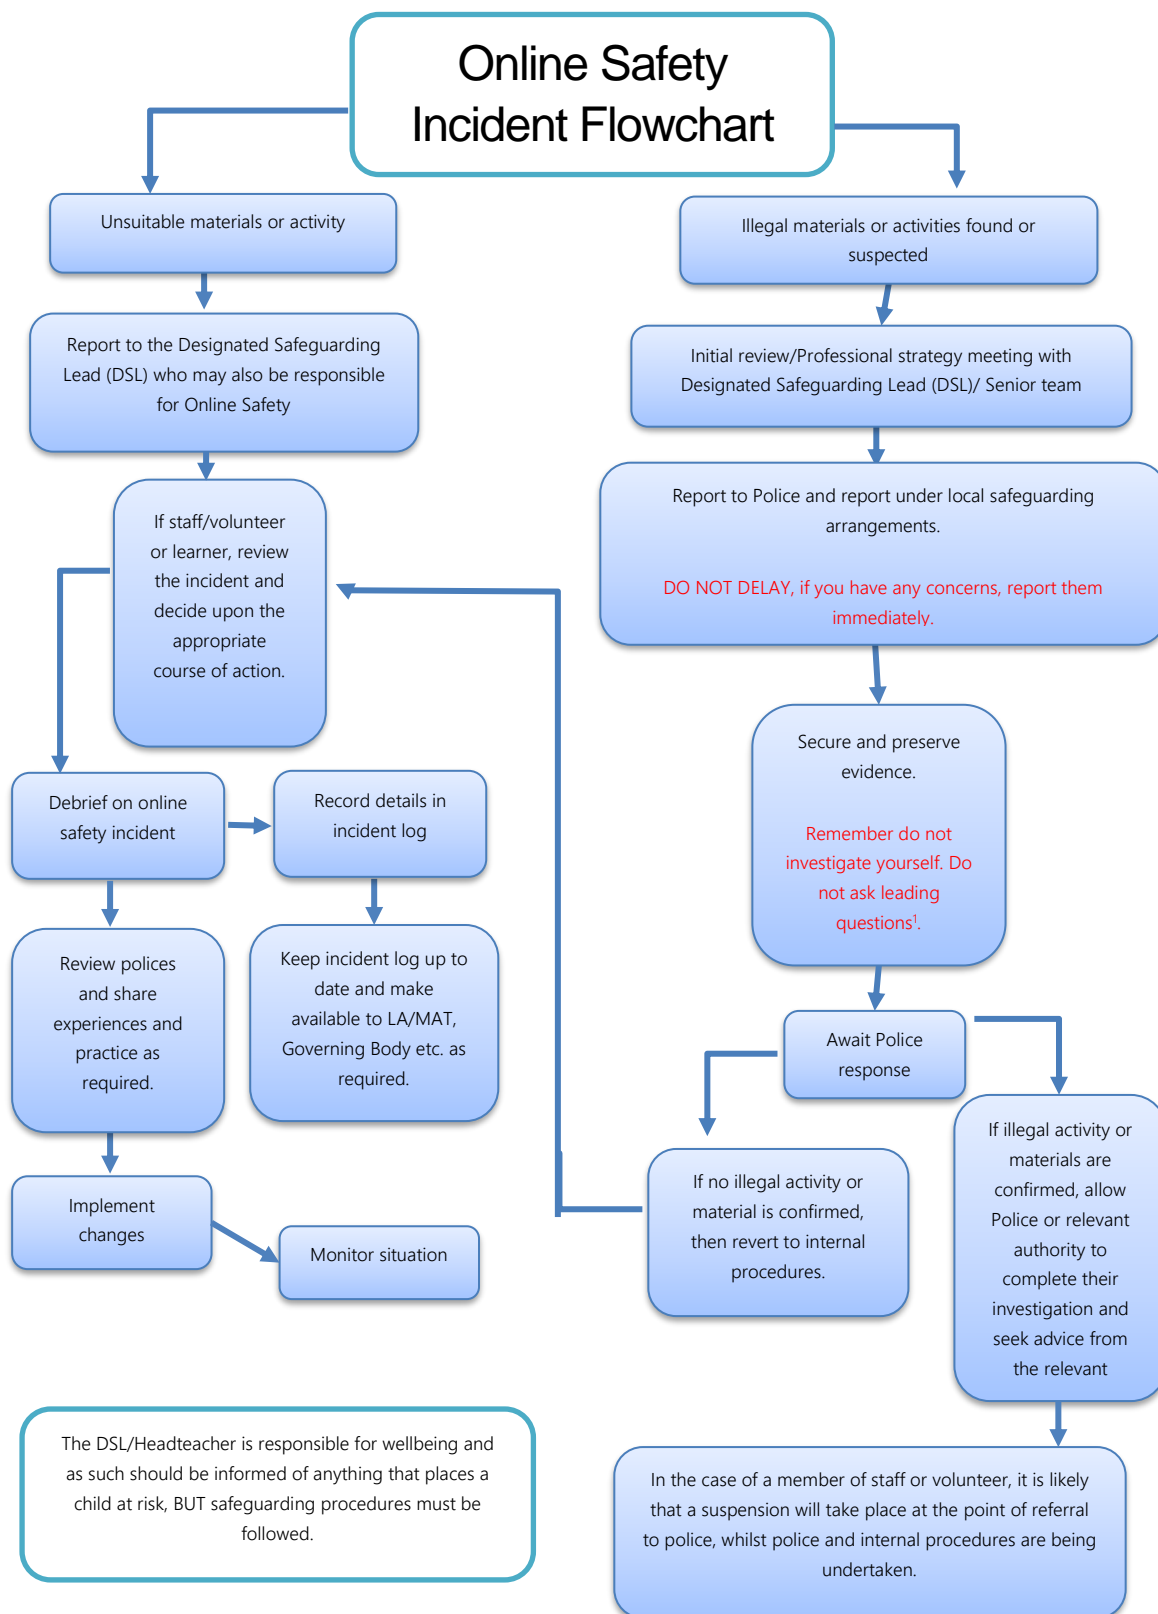 Online Safety
Incident Flowchart
Unsuitable materials or activity
Report to the Designated Safeguarding
Lead (DSL) who may also be responsible
for Online Safety
If staff/volunteer
or learner, review
the incident and
decide upon the
appropriate
course of action.
Debrief on online
safety incident
Record details in
incident log
Review polices
and share
experiences and
practice as
required.
Keep incident log up to
date and make
available to LA/MAT,
Governing Body etc. as
required.
Implement
changes
Monitor situation
Illegal materials or activities found or
suspected
Initial review/Professional strategy meeting with
Designated Safeguarding Lead (DSL)/ Senior team
Report to Police and report under local safeguarding
arrangements.
DO NOT DELAY, if you have any concerns, report them
immediately.
Secure and preserve
evidence.
Remember do not
investigate yourself. Do
not ask leading
questions¹.
Await Police
response
If no illegal activity or
material is confirmed,
then revert to internal
procedures.
If illegal activity or
materials are
confirmed, allow
Police or relevant
authority to
complete their
investigation and
seek advice from
the relevant
In the case of a member of staff or volunteer, it is likely
that a suspension will take place at the point of referral
to police, whilst police and internal procedures are being
undertaken.
The DSL/Headteacher is responsible for wellbeing and
as such should be informed of anything that places a
child at risk, BUT safeguarding procedures must be
followed.